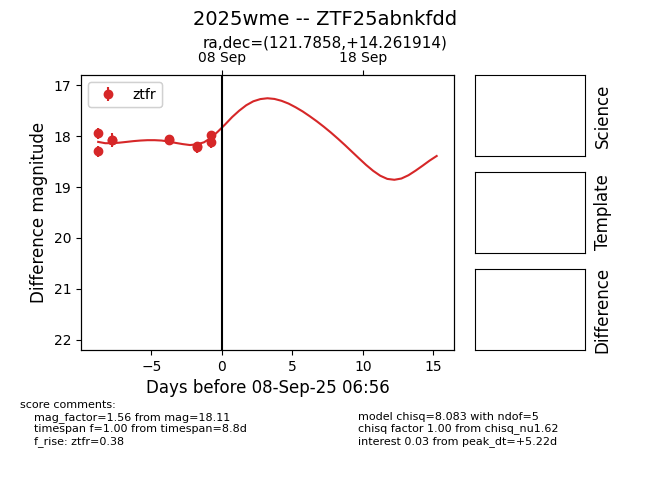 2025wme -- ZTF25abnkfdd
ra,dec=(121.7858,+14.261914)
08 Sep
18 Sep
ztfr
17
18
19
20
21
22
Difference magnitude
−5
0
5
10
15
Days before 08-Sep-25 06:56
Science
Template
Difference
score comments:
mag_factor=1.56 from mag=18.11
timespan f=1.00 from timespan=8.8d
f_rise: ztfr=0.38
model chisq=8.083 with ndof=5
chisq factor 1.00 from chisq_nu1.62
interest 0.03 from peak_dt=+5.22d